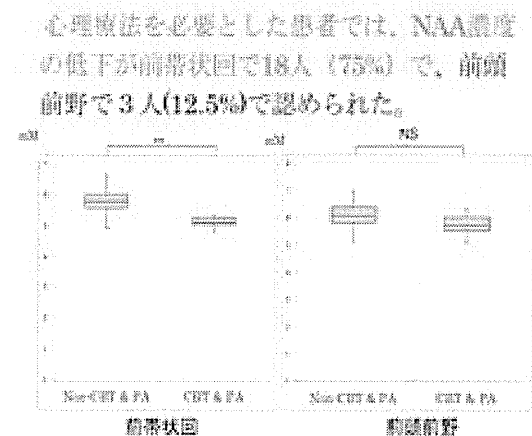 心理療法を必要とした患者では、NAA濃度
の低下が前帯状回で18人（75%）で、前頭
前野で3人(12.5%)で認められた。
mM
**
mM
NS
Non-CBT & PA
CBT & PA
Non-CBT & PA
CBT & PA
前帯状回
前頭前野